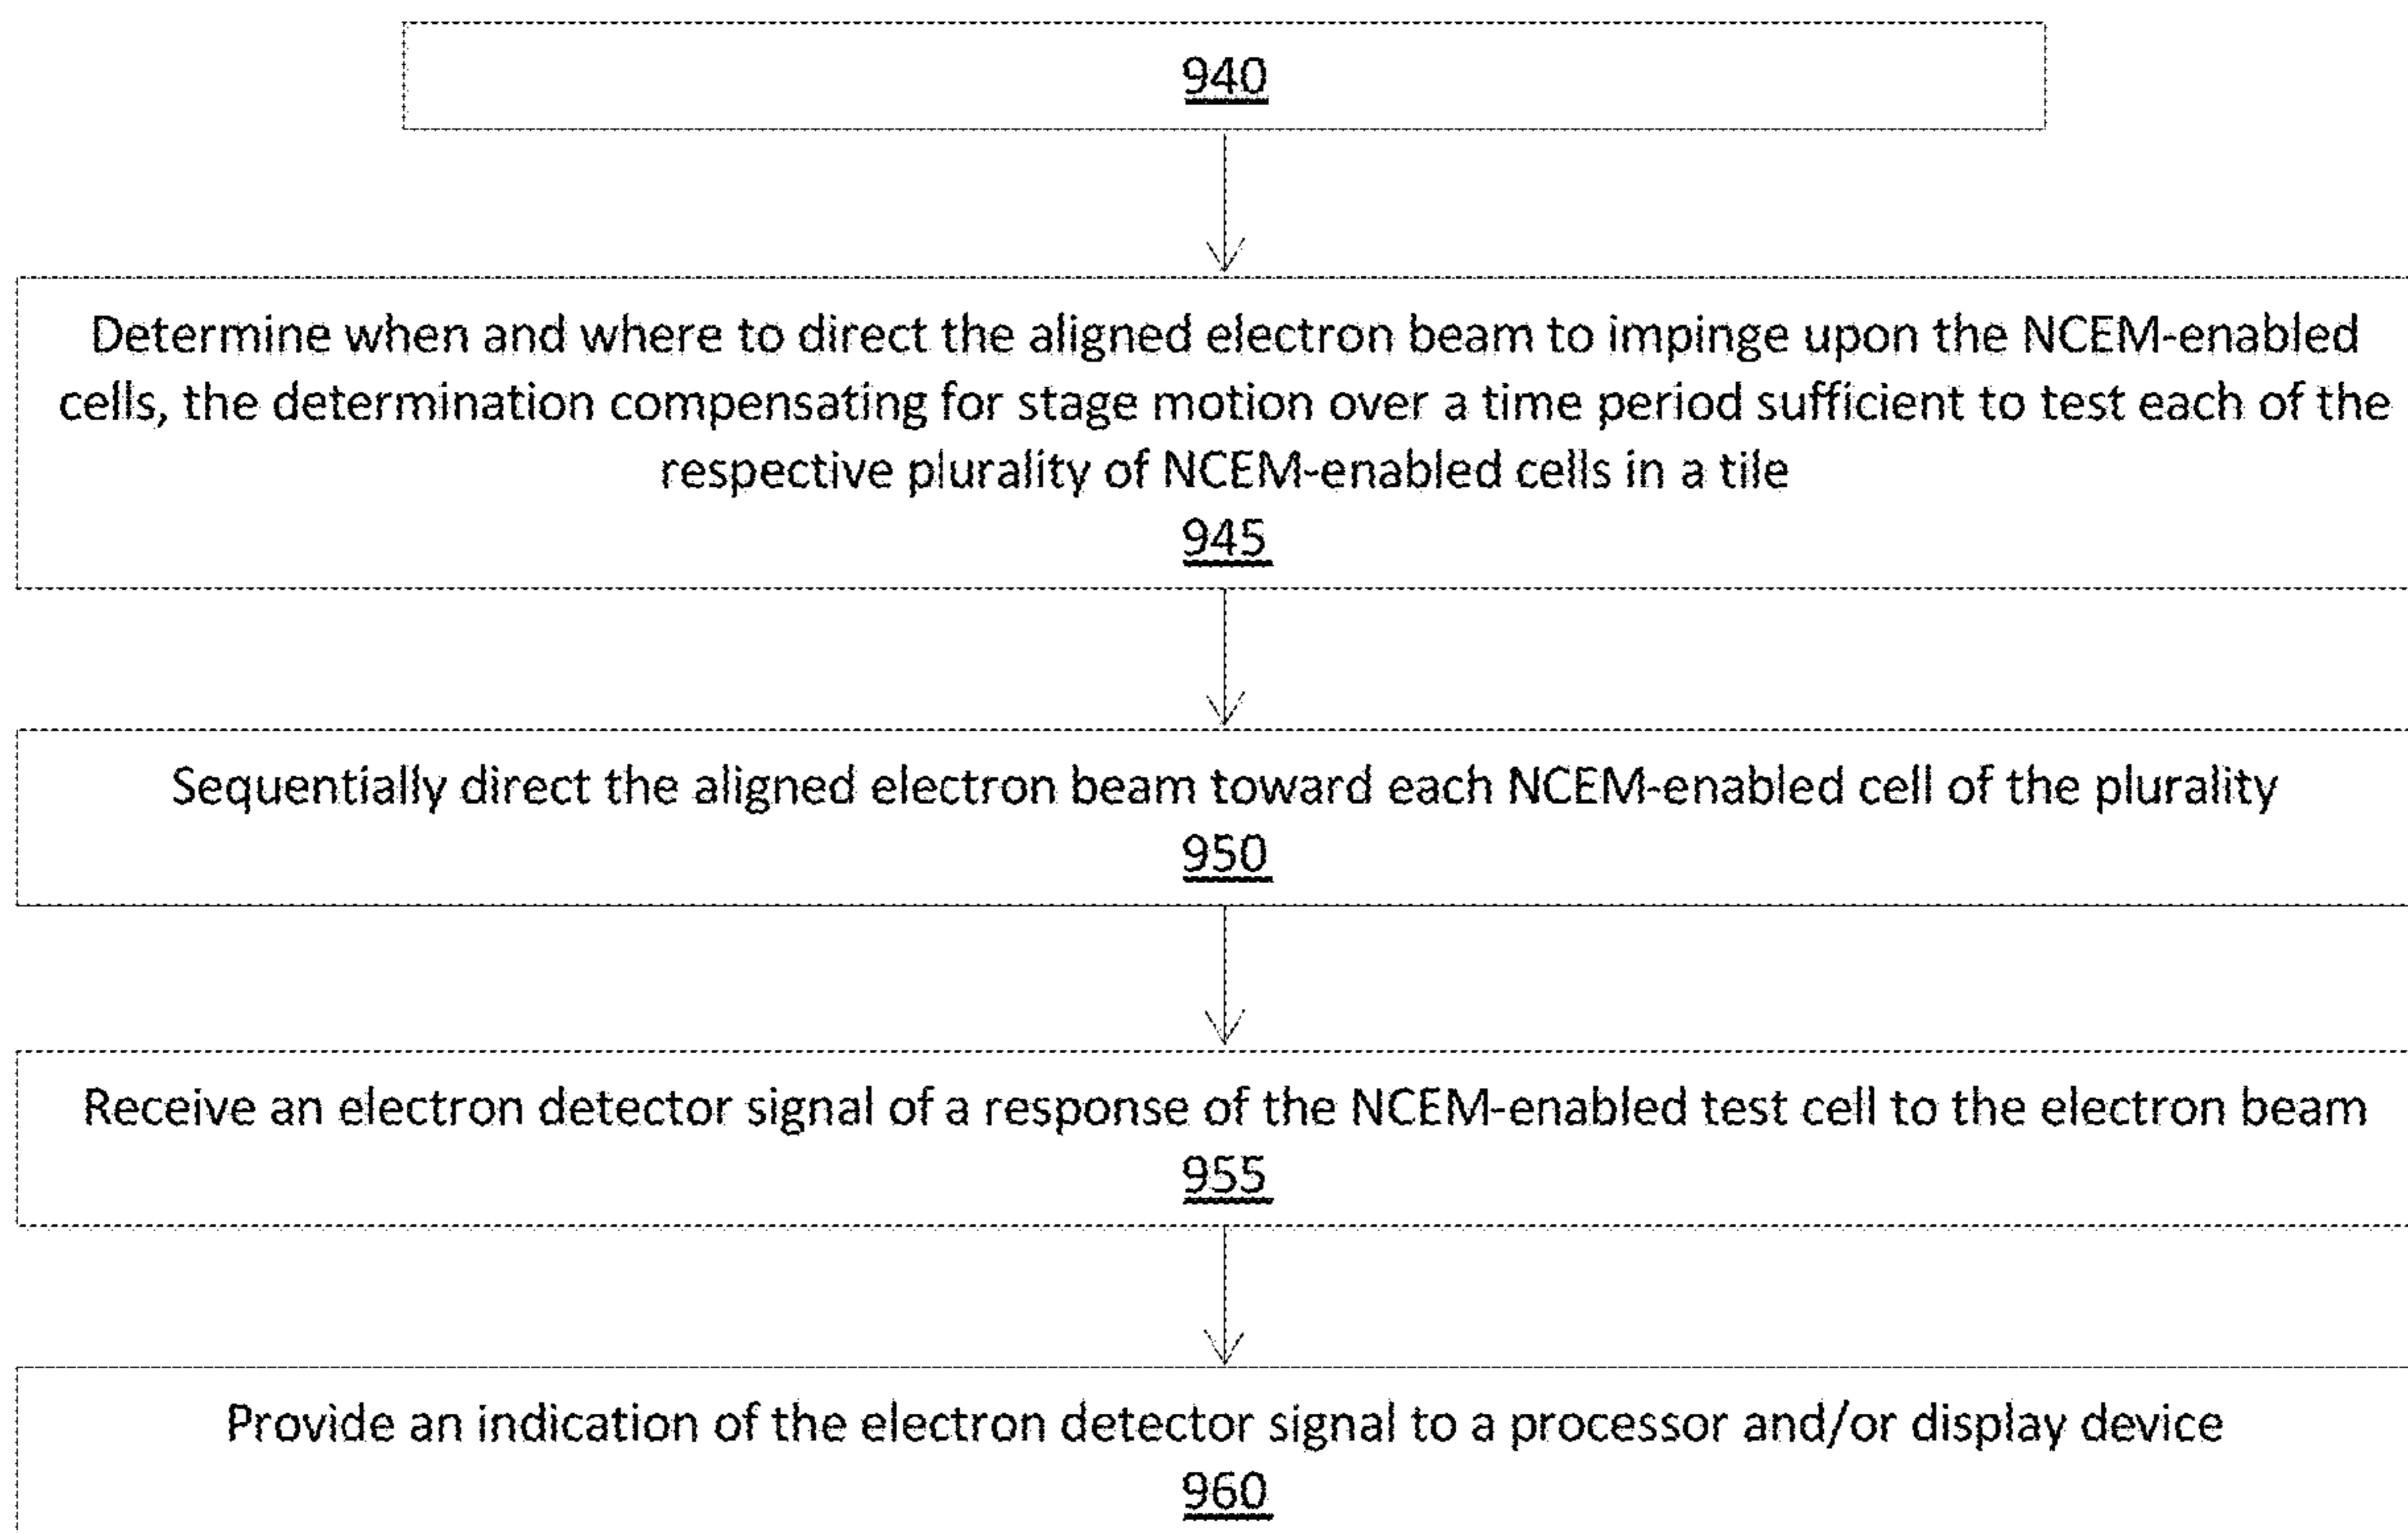 940
Determine when and where to direct the aligned electron beam to impinge upon the NCEM-enabled
cells, the determination compensating for stage motion over a time period sufficient to test each of the
respective plurality of NCEM-enabled cells in a tile
945
Sequentially direct the aligned electron beam toward each NCEM-enabled cell of the plurality
950
Receive an electron detector signal of a response of the NCEM-enabled test cell to the electron beam
955
Provide an indication of the electron detector signal to a processor and/or display device
960